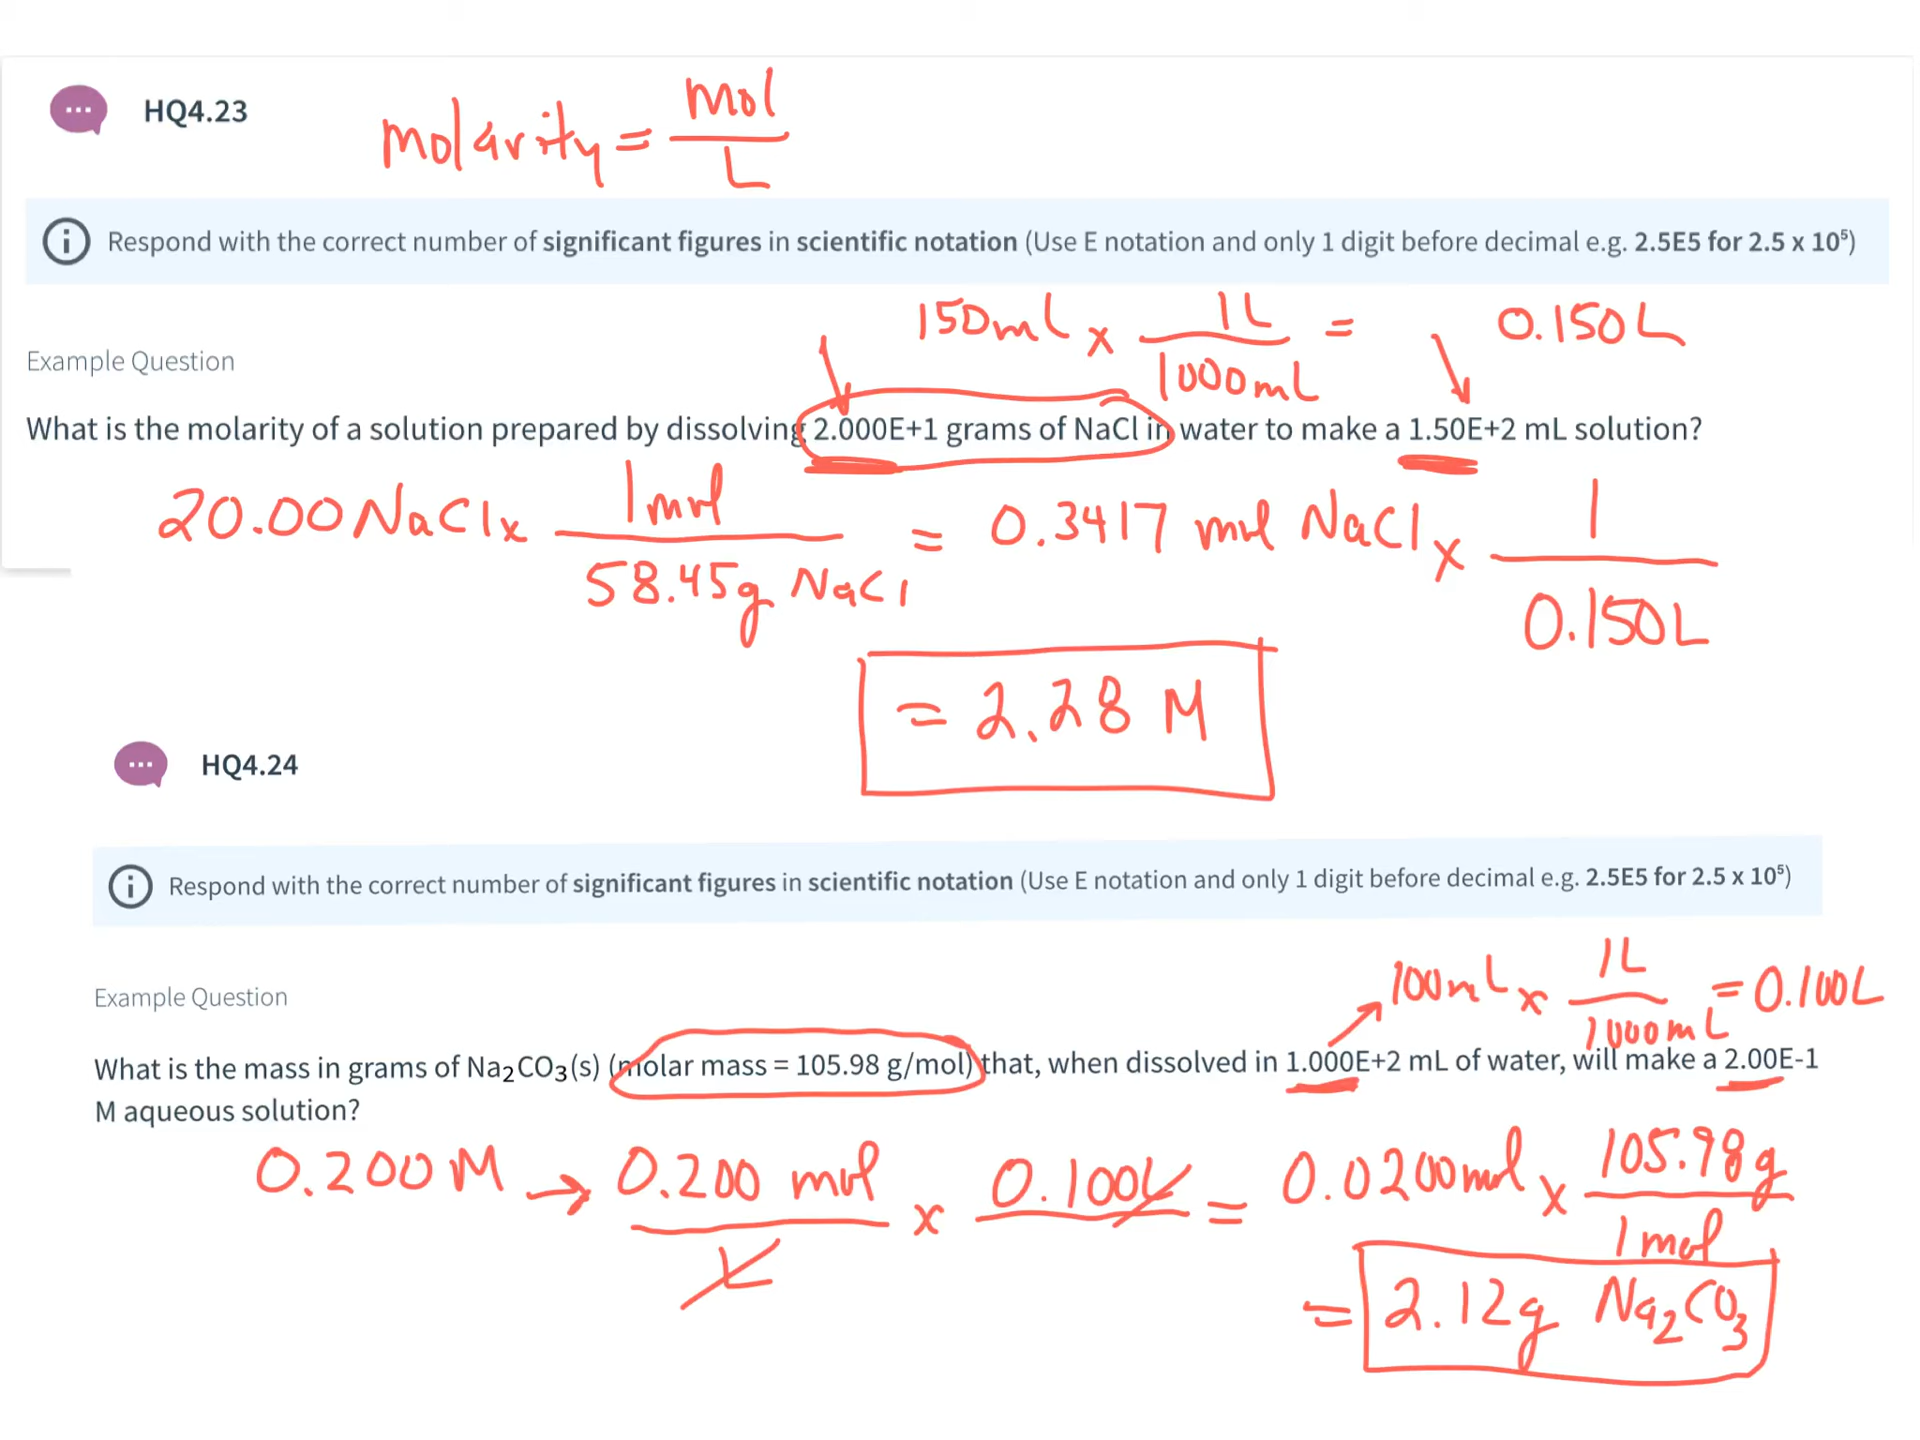 HQ4.23
molarity = mol / L
Respond with the correct number of significant figures in scientific notation (Use E notation and only 1 digit before decimal e.g. 2.5E5 for 2.5 x 10⁵)
150mL x 1L / 1000mL = 0.150L
Example Question
What is the molarity of a solution prepared by dissolving 2.000E+1 grams of NaCl in water to make a 1.50E+2 mL solution?
20.00 NaCl x 1mol / 58.45g NaCl = 0.3417 mol NaCl x 1 / 0.150L
= 2.28 M
HQ4.24
Respond with the correct number of significant figures in scientific notation (Use E notation and only 1 digit before decimal e.g. 2.5E5 for 2.5 x 10⁵)
100mL x 1L / 1000mL = 0.100L
Example Question
What is the mass in grams of Na₂CO₃(s) (molar mass = 105.98 g/mol) that, when dissolved in 1.000E+2 mL of water, will make a 2.00E-1
M aqueous solution?
0.200M → 0.200 mol / L x 0.100L = 0.0200mol x 105.98g / 1mol
= 2.12g Na₂CO₃